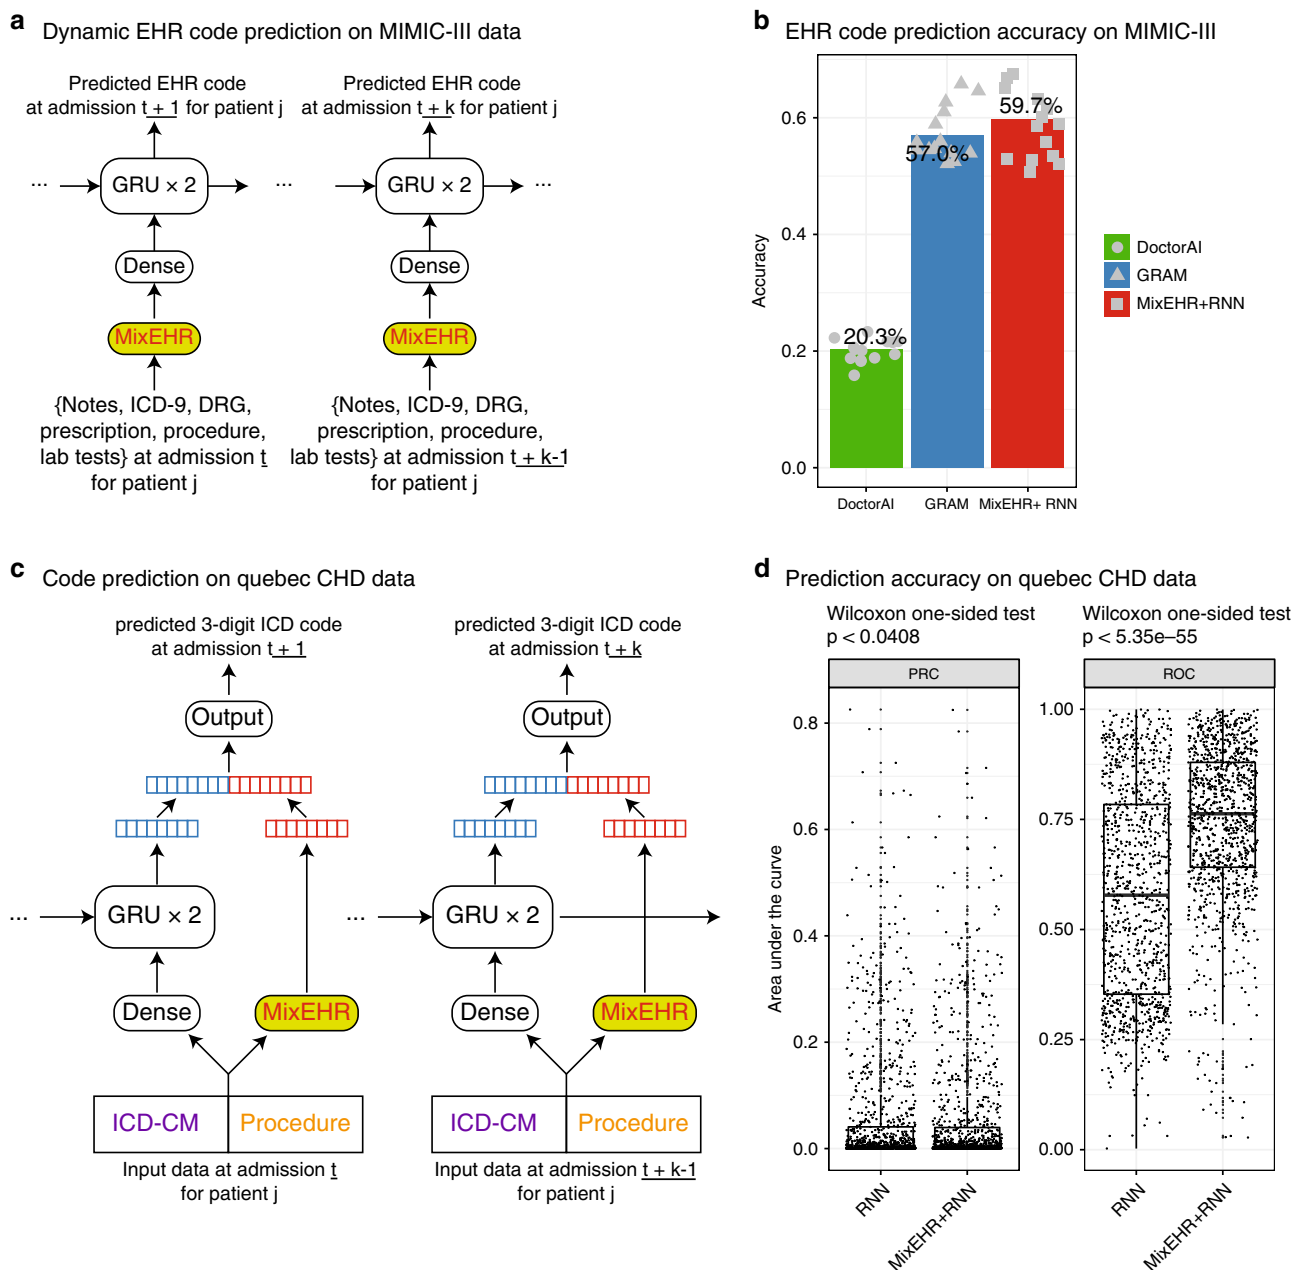 a Dynamic EHR code prediction on MIMIC-III data
Predicted EHR code
at admission t + 1 for patient j
Predicted EHR code
at admission t + k for patient j
... GRU × 2 ... GRU × 2 ...
Dense
Dense
MixEHR
MixEHR
{Notes, ICD-9, DRG,
prescription, procedure,
lab tests} at admission t
for patient j
{Notes, ICD-9, DRG,
prescription, procedure,
lab tests} at admission t + k-1
for patient j
b EHR code prediction accuracy on MIMIC-III
Accuracy
0.6
0.4
0.2
0.0
20.3%
57.0%
59.7%
DoctorAI
GRAM
MixEHR+ RNN
DoctorAI
GRAM
MixEHR+RNN
c Code prediction on quebec CHD data
predicted 3-digit ICD code
at admission t + 1
predicted 3-digit ICD code
at admission t + k
Output
Output
... GRU × 2 ... GRU × 2
Dense
MixEHR
Dense
MixEHR
ICD-CM
Procedure
ICD-CM
Procedure
Input data at admission t
for patient j
Input data at admission t + k-1
for patient j
d Prediction accuracy on quebec CHD data
Wilcoxon one-sided test
p < 0.0408
Wilcoxon one-sided test
p < 5.35e–55
PRC
ROC
Area under the curve
0.8
0.6
0.4
0.2
0.0
1.00
0.75
0.50
0.25
0.00
RNN
MixEHR+RNN
RNN
MixEHR+RNN